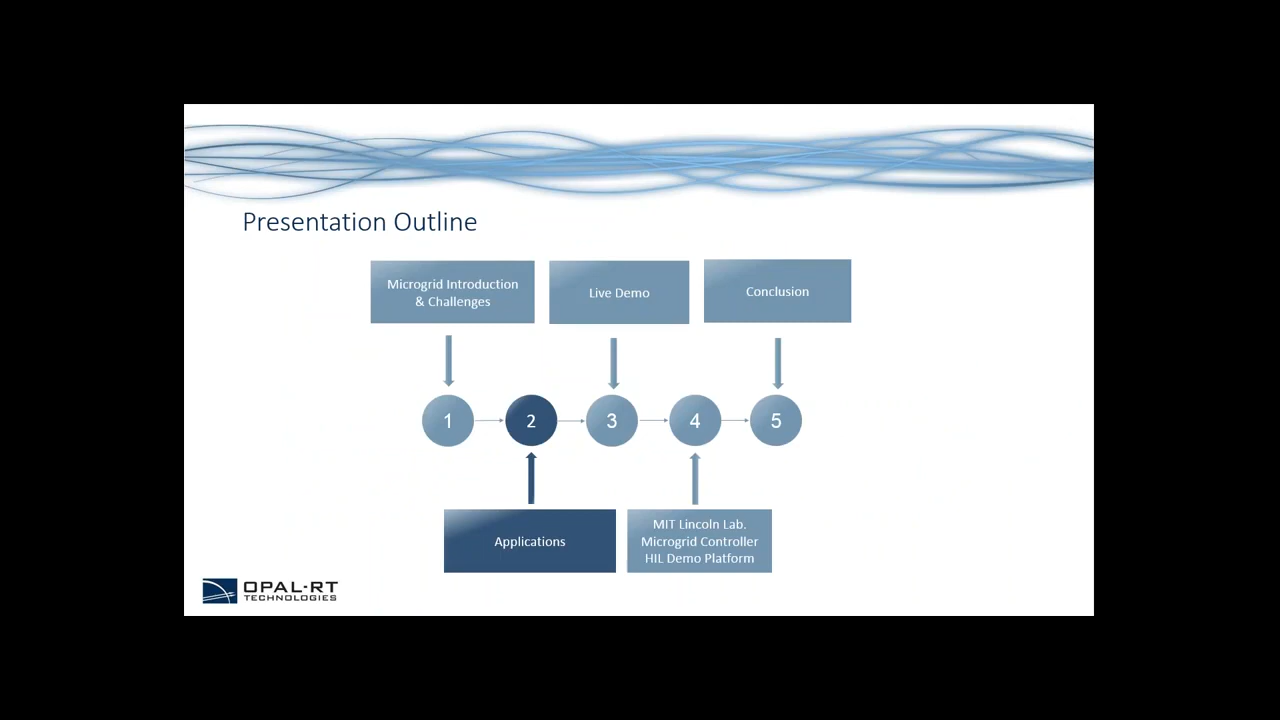 Presentation Outline
Microgrid Introduction
& Challenges
Live Demo
Conclusion
1
2
3
4
5
Applications
MIT Lincoln Lab.
Microgrid Controller
HIL Demo Platform
OPAL-RT
TECHNOLOGIES